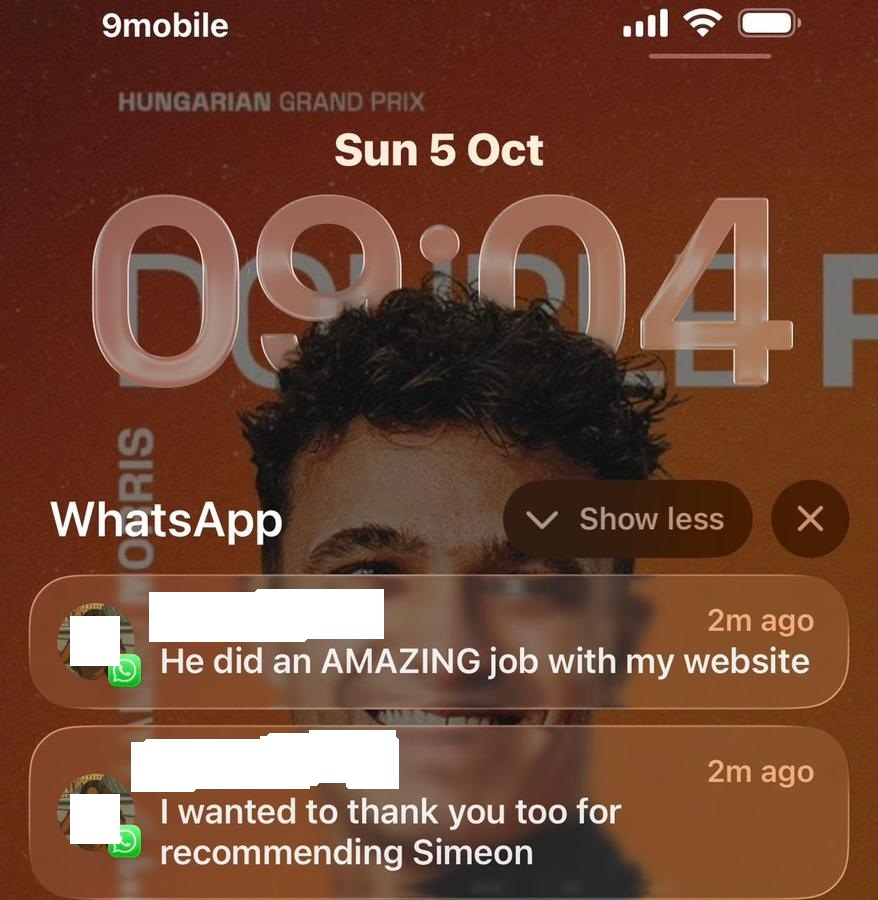 9mobile
HUNGARIAN GRAND PRIX
Sun 5 Oct
09:04
NORRIS
WhatsApp
Show less
2m ago
He did an AMAZING job with my website
2m ago
I wanted to thank you too for
recommending Simeon